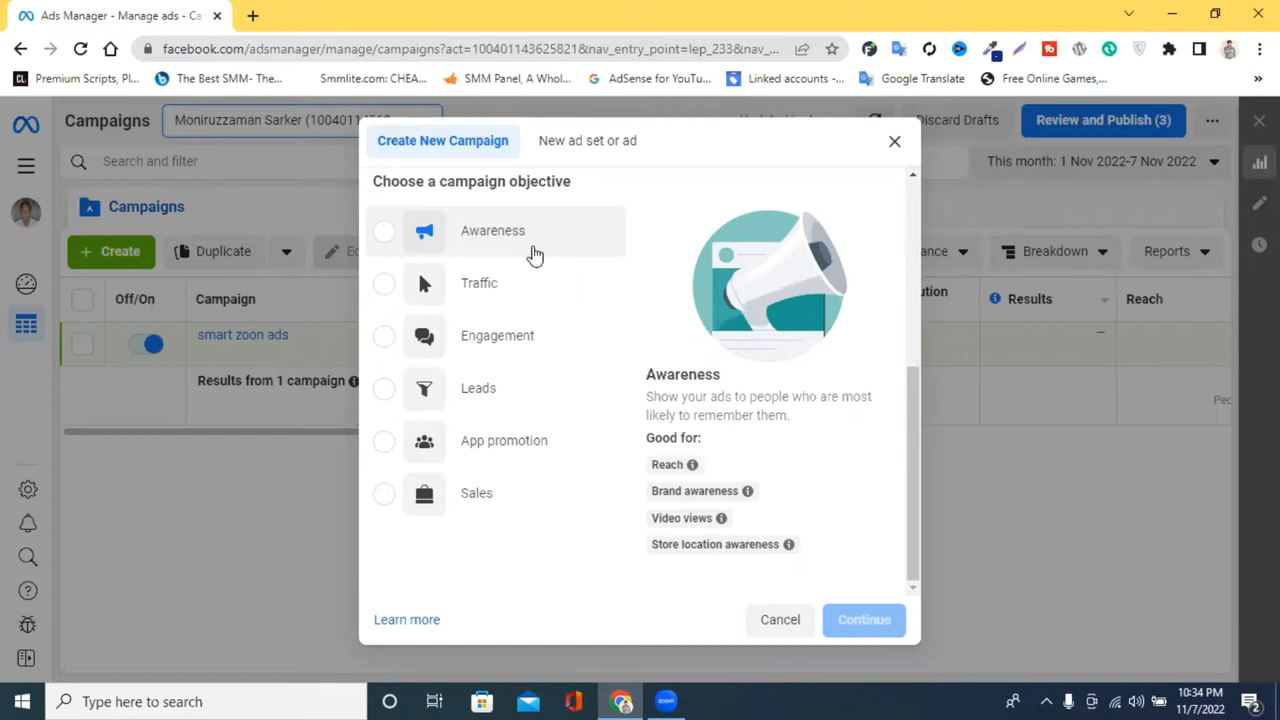 Ads Manager - Manage ads - Ca
facebook.com/adsmanager/manage/campaigns?act=100401143625821&nav_entry_point=lep_233&nav_...
Premium Scripts, Pl...
The Best SMM- The...
Smmlite.com: CHEA...
SMM Panel, A Whol...
AdSense for YouTu...
Linked accounts -...
Google Translate
Free Online Games,...
»
Campaigns
Moniruzzaman Sarker (10040114
Discard Drafts
Review and Publish (3)
Search and filter
This month: 1 Nov 2022-7 Nov 2022
Campaigns
+ Create
Duplicate
Breakdown
Reports
Off/On
Campaign
Results
Reach
smart zoon ads
—
Results from 1 campaign
Create New Campaign
New ad set or ad
Choose a campaign objective
Awareness
Traffic
Engagement
Leads
App promotion
Sales
Awareness
Show your ads to people who are most
likely to remember them.
Good for:
Reach
Brand awareness
Video views
Store location awareness
Learn more
Cancel
Continue
Type here to search
zoom
10:34 PM
11/7/2022
2